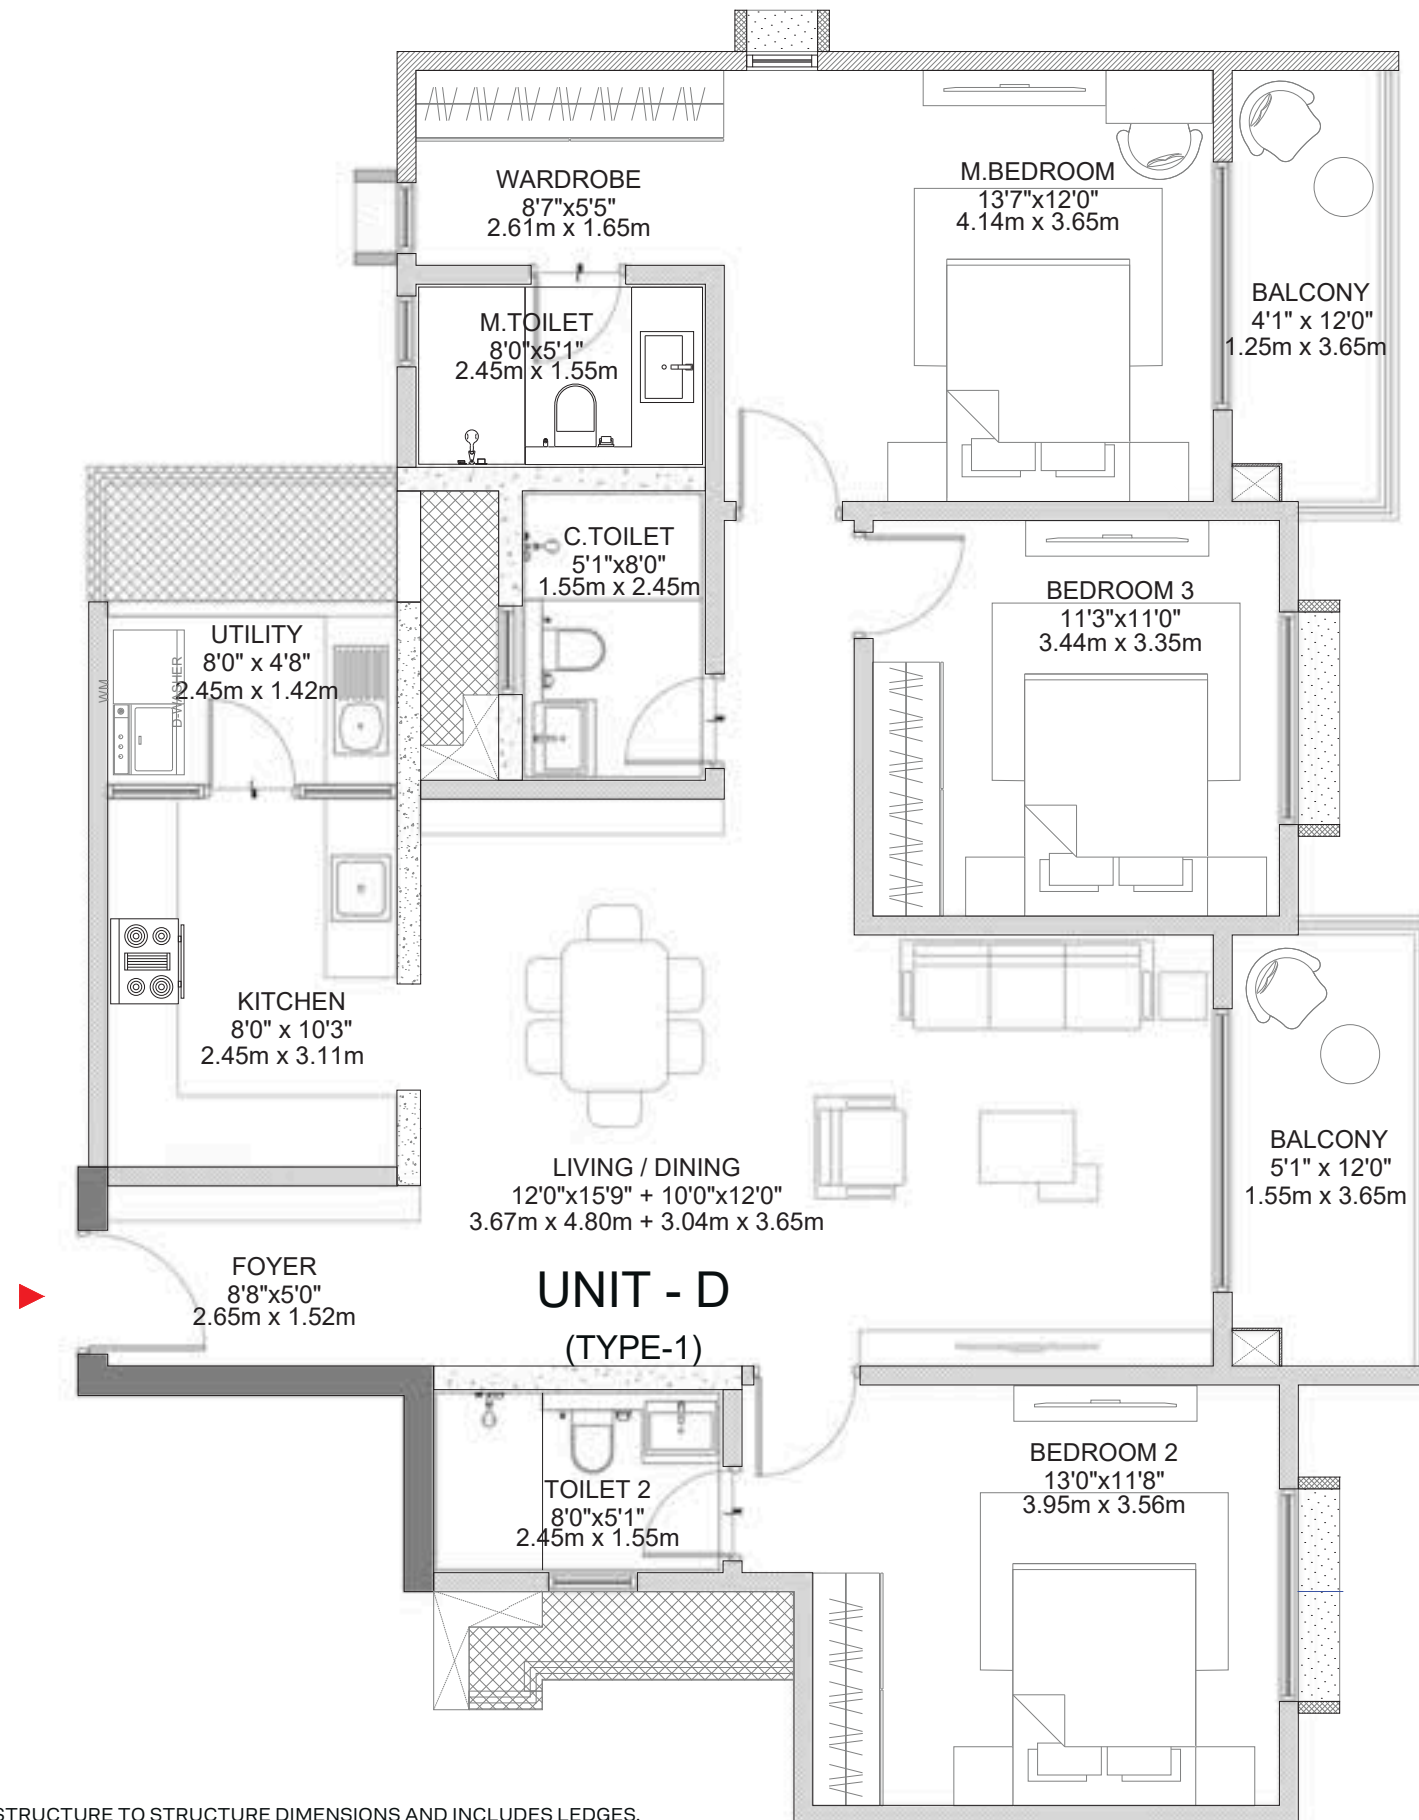 WARDROBE
8'7"x5'5"
2.61m x 1.65m
M.BEDROOM
13'7"x12'0"
4.14m x 3.65m
BALCONY
4'1" x 12'0"
1.25m x 3.65m
M.TOILET
8'0"x5'1"
2.45m x 1.55m
C.TOILET
5'1"x8'0"
1.55m x 2.45m
BEDROOM 3
11'3"x11'0"
3.44m x 3.35m
UTILITY
8'0" x 4'8"
2.45m x 1.42m
WM
D-WASHER
KITCHEN
8'0" x 10'3"
2.45m x 3.11m
LIVING / DINING
12'0"x15'9" + 10'0"x12'0"
3.67m x 4.80m + 3.04m x 3.65m
BALCONY
5'1" x 12'0"
1.55m x 3.65m
FOYER
8'8"x5'0"
2.65m x 1.52m
UNIT - D
(TYPE-1)
TOILET 2
8'0"x5'1"
2.45m x 1.55m
BEDROOM 2
13'0"x11'8"
3.95m x 3.56m
STRUCTURE TO STRUCTURE DIMENSIONS AND INCLUDES LEDGES.